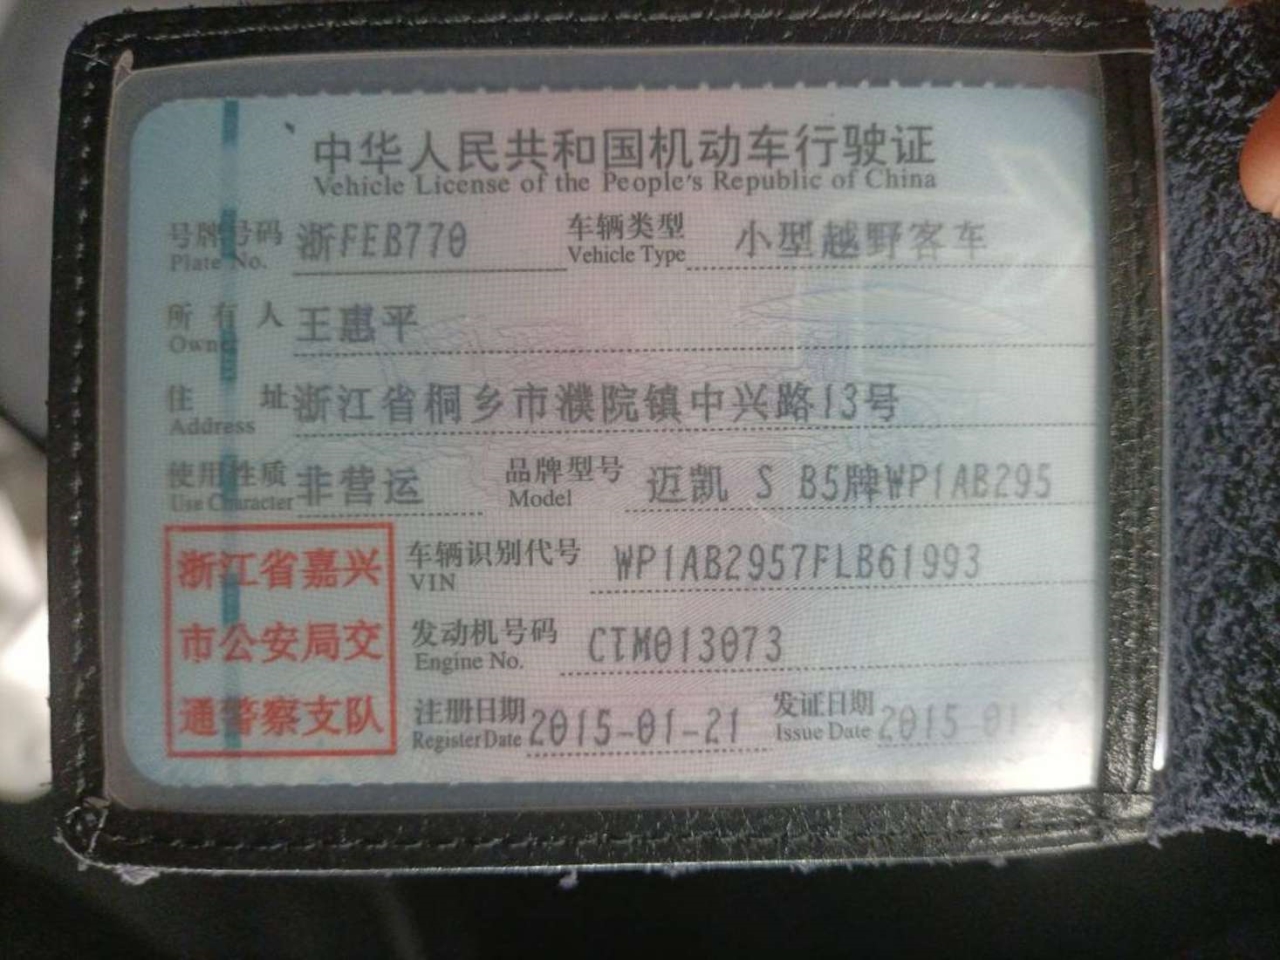 中华人民共和国机动车行驶证
Vehicle License of the People's Republic of China
号牌号码 浙FEB770 车辆类型 小型越野客车
Plate No. Vehicle Type
所有人 王惠平
Owner
住址 浙江省桐乡市濮院镇中兴路13号
Address
使用性质 非营运 品牌型号 迈凯 S B5牌WP1AB295
Use Character Model
浙江省嘉兴
市公安局交
通警察支队
车辆识别代号 WP1AB2957FLB61993
VIN
发动机号码 CTM013073
Engine No.
注册日期 2015-01-21 发证日期 2015-01
Register Date Issue Date